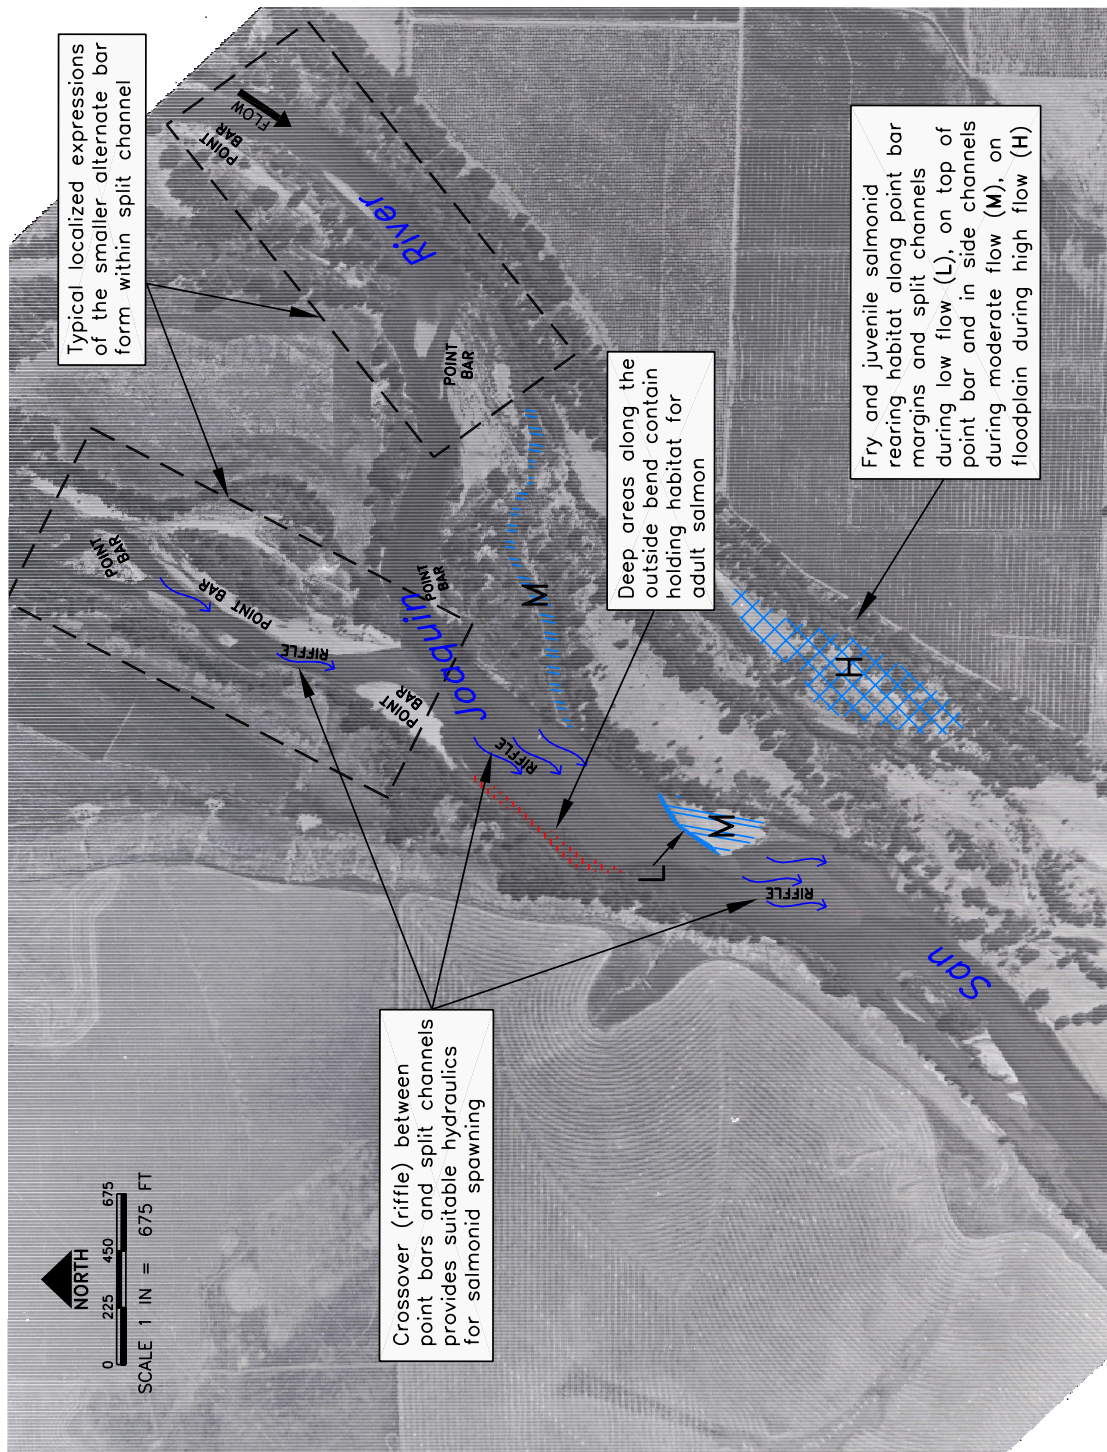 Typical localized expressions
of the smaller alternate bar
form within split channel
FLOW
POINT
BAR
River
POINT
BAR
Fry and juvenile salmonid
rearing habitat along point bar
margins and split channels
during low flow (L), on top of
point bar and in side channels
during moderate flow (M), on
floodplain during high flow (H)
Deep areas along the
outside bend contain
holding habitat for
adult salmon
POINT
BAR
POINT BAR
RIFFLE
POINT
BAR
POINT
BAR
Joaquin
M
H
RIFFLE
M
L
RIFFLE
San
Crossover (riffle) between
point bars and split channels
provides suitable hydraulics
for salmonid spawning
NORTH
0 225 450 675
SCALE 1 IN = 675 FT